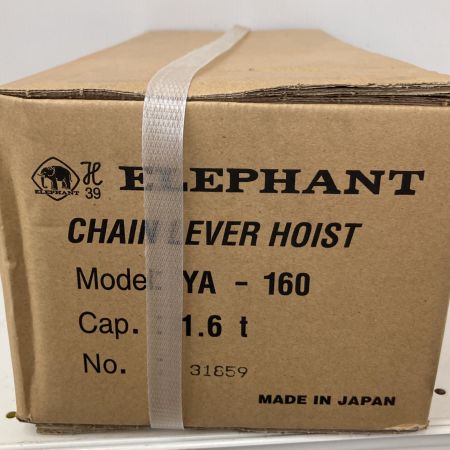 ELEPHANT H 39 ELEPHANT
CHAIN LEVER HOIST
Model YA - 160
Cap. 1.6 t
No. 31859
MADE IN JAPAN